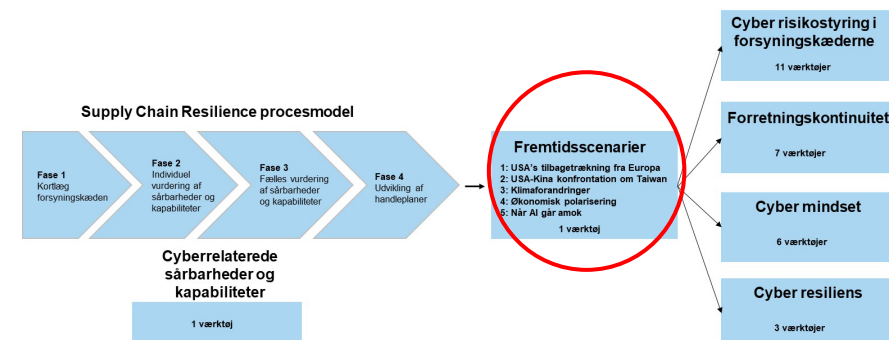 Supply Chain Resilience procesmodel
Fase 1
Kortlæg
forsyningskæden
Fase 2
Individuel
vurdering af
sårbarheder og
kapabiliteter
Fase 3
Fælles vurdering
af sårbarheder
og kapabiliteter
Fase 4
Udvikling af
handleplaner
Cyberrelaterede
sårbarheder og
kapabiliteter
1 værktøj
Fremtidsscenarier
1: USA's tilbagetrækning fra Europa
2: USA-Kina konfrontation om Taiwan
3: Klimaforandringer
4: Økonomisk polarisering
5: Når AI går amok
1 værktøj
Cyber risikostyring i
forsyningskæderne
11 værktøjer
Forretningskontinuitet
7 værktøjer
Cyber mindset
6 værktøjer
Cyber resiliens
3 værktøjer